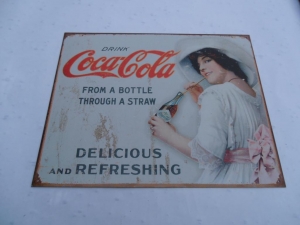 DRINK
Coca-Cola
FROM A BOTTLE
THROUGH A STRAW
DELICIOUS
AND REFRESHING